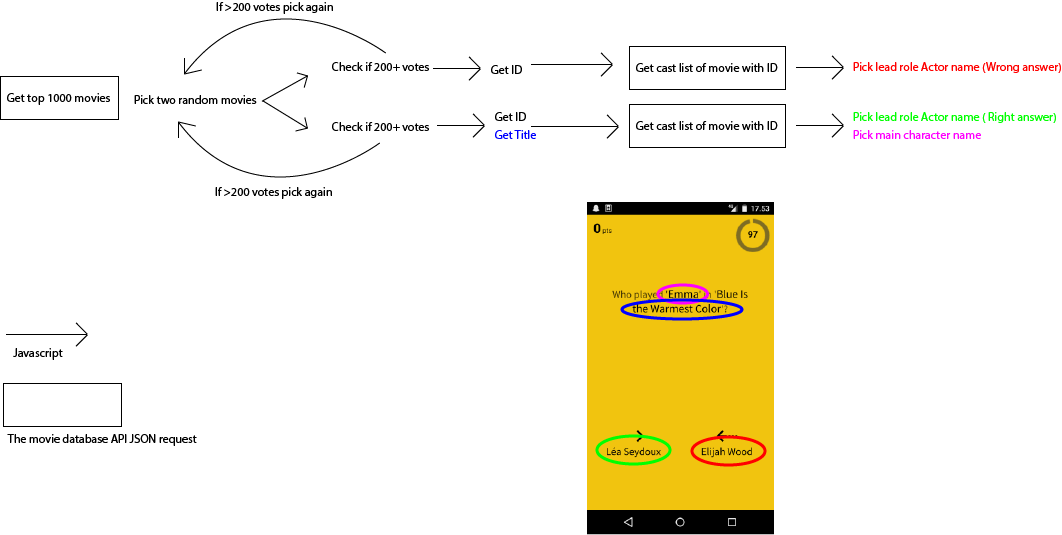 If >200 votes pick again
Check if 200+ votes
Get ID
Get cast list of movie with ID
Pick lead role Actor name (Wrong answer)
Get top 1000 movies
Pick two random movies
Check if 200+ votes
Get ID
Get Title
Get cast list of movie with ID
Pick lead role Actor name ( Right answer)
Pick main character name
If >200 votes pick again
17.53
0 pts
97
Who played 'Emma' in 'Blue Is
the Warmest Color'?
Javascript
The movie database API JSON request
Léa Seydoux
Elijah Wood